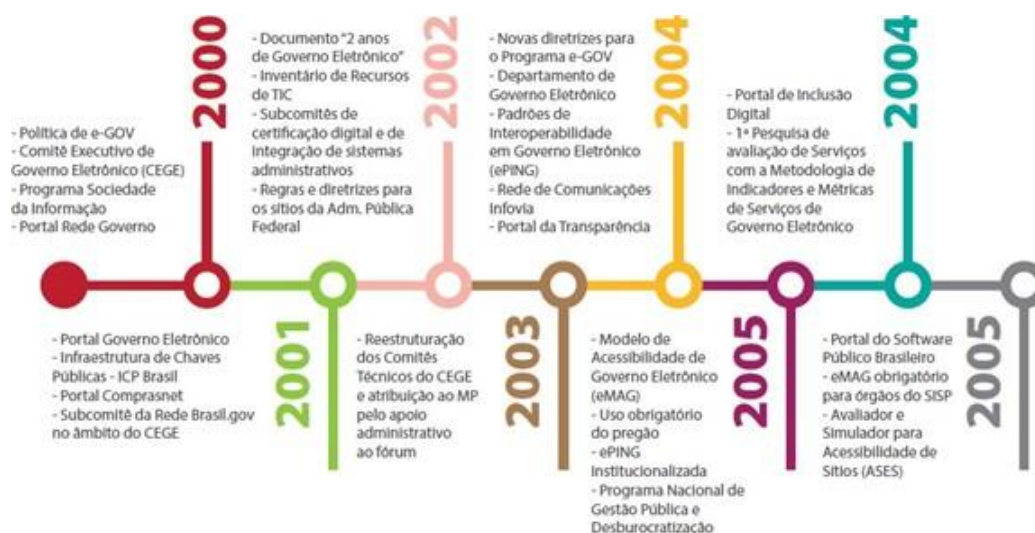 2000
- Política de e-GOV
- Comitê Executivo de
Governo Eletrônico (CEGE)
- Programa Sociedade
da Informação
- Portal Rede Governo
2001
- Portal Governo Eletrônico
- Infraestrutura de Chaves
Públicas - ICP Brasil
- Portal Comprasnet
- Subcomitê da Rede Brasil.gov
no âmbito do CEGE
2002
- Documento "2 anos
de Governo Eletrônico"
- Inventário de Recursos
de TIC
- Subcomitês de
certificação digital e de
integração de sistemas
administrativos
- Regras e diretrizes para
os sítios da Adm. Pública
Federal
2003
- Reestruturação
dos Comitês
Técnicos do CEGE
e atribuição ao MP
pelo apoio
administrativo
ao fórum
2004
- Novas diretrizes para
o Programa e-GOV
- Departamento de
Governo Eletrônico
- Padrões de
Interoperabilidade
em Governo Eletrônico
(ePING)
- Rede de Comunicações
Infovia
- Portal da Transparência
2005
- Modelo de
Acessibilidade de
Governo Eletrônico
(eMAG)
- Uso obrigatório
do pregão
- ePING
Institucionalizada
- Programa Nacional de
Gestão Pública e
Desburocratização
2004
- Portal de Inclusão
Digital
- 1ª Pesquisa de
avaliação de Serviços
com a Metodologia de
Indicadores e Métricas
de Serviços de
Governo Eletrônico
2005
- Portal do Software
Público Brasileiro
- eMAG obrigatório
para órgãos do SISP
- Avaliador e
Simulador para
Acessibilidade de
Sítios (ASES)